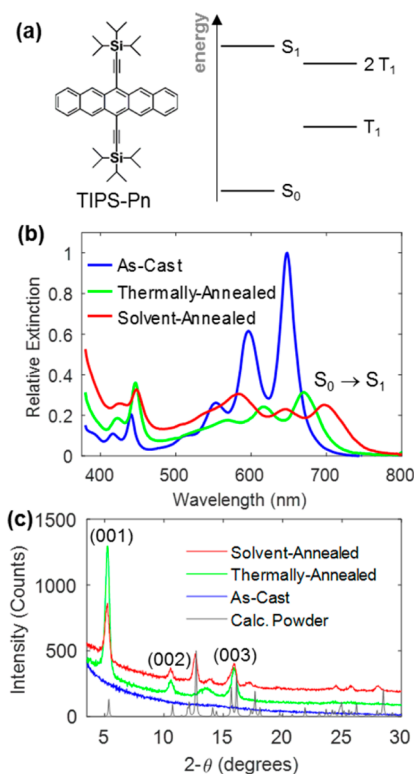 (a)
energy
S1
2 T1
T1
S0
Si
Si
TIPS-Pn
(b)
As-Cast
Thermally-Annealed
Solvent-Annealed
S0 → S1
Relative Extinction
1
0.8
0.6
0.4
0.2
0
400 500 600 700 800
Wavelength (nm)
(c)
1500
1000
500
0
Intensity (Counts)
(001)
(002)
(003)
Solvent-Annealed
Thermally-Annealed
As-Cast
Calc. Powder
5 10 15 20 25 30
2-θ (degrees)